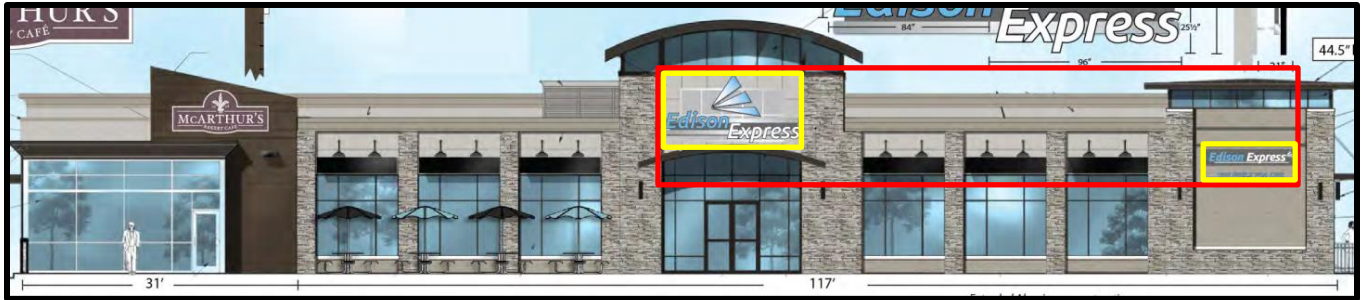 HUR'S
CAFÉ
Edison
Express
84"
25½"
96"
44.5"
21"
McARTHUR'S
BAKERY CAFÉ
Edison
Express
Edison Express
31'
117'